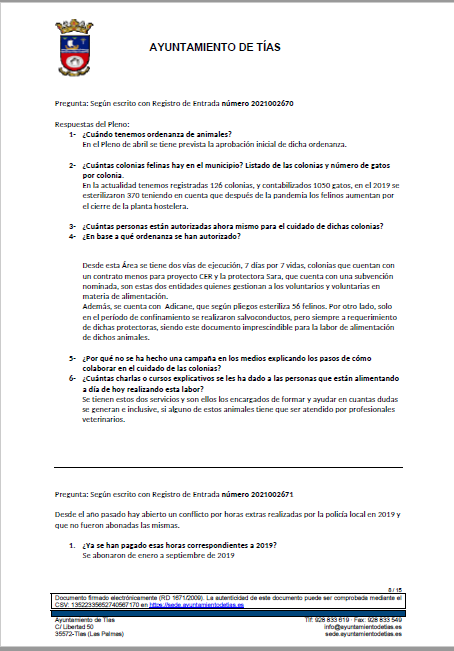 AYUNTAMIENTO DE TÍAS
Pregunta: Según escrito con Registro de Entrada número 2021002670
Respuestas del Pleno:
1- ¿Cuándo tenemos ordenanza de animales?
En el Pleno de abril se tiene prevista la aprobación inicial de dicha ordenanza.
2- ¿Cuántas colonias felinas hay en el municipio? Listado de las colonias y número de gatos
por colonia.
En la actualidad tenemos registradas 126 colonias, y contabilizados 1050 gatos, en el 2019 se
esterilizaron 370 teniendo en cuenta que después de la pandemia los felinos aumentan por
el cierre de la planta hostelera.
3- ¿Cuántas personas están autorizadas ahora mismo para el cuidado de dichas colonias?
4- ¿En base a qué ordenanza se han autorizado?
Desde esta Área se tiene dos vías de ejecución, 7 días por 7 vidas, colonias que cuentan con
un contrato menos para proyecto CER y la protectora Sara, que cuenta con una subvención
nominada, son estas dos entidades quienes gestionan a los voluntarios y voluntarias en
materia de alimentación.
Además, se cuenta con Adicane, que según pliegos esteriliza 56 felinos. Por otro lado, solo
en el período de confinamiento se realizaron salvoconductos, pero siempre a requerimiento
de dichas protectoras, siendo este documento imprescindible para la labor de alimentación
de dichos animales.
5- ¿Por qué no se ha hecho una campaña en los medios explicando los pasos de cómo
colaborar en el cuidado de las colonias?
6- ¿Cuántas charlas o cursos explicativos se les ha dado a las personas que están alimentando
a día de hoy realizando esta labor?
Se tienen estos dos servicios y son ellos los encargados de formar y ayudar en cuantas dudas
se generan e inclusive, si alguno de estos animales tiene que ser atendido por profesionales
veterinarios.
Pregunta: Según escrito con Registro de Entrada número 2021002671
Desde el año pasado hay abierto un conflicto por horas extras realizadas por la policía local en 2019 y
que no fueron abonadas las mismas.
1. ¿Ya se han pagado esas horas correspondientes a 2019?
Se abonaron de enero a septiembre de 2019
8 / 15
Documento firmado electrónicamente (RD 1671/2009). La autenticidad de este documento puede ser comprobada mediante el
CSV: 13522335652740567170 en https://sede.ayuntamientodetias.es
Ayuntamiento de Tías Tlf: 928 833 619 · Fax: 928 833 549
C/ Libertad 50 info@ayuntamientodetias.es
35572-Tías (Las Palmas) sede.ayuntamientodetias.es